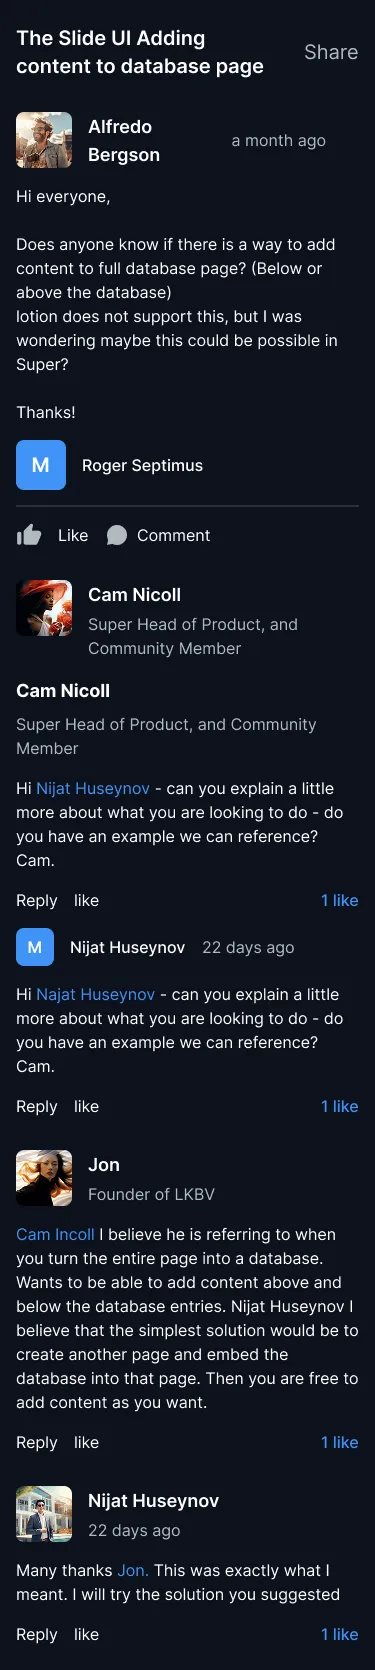 The Slide UI Adding
content to database page
Share
Alfredo
Bergson
a month ago
Hi everyone,
Does anyone know if there is a way to add
content to full database page? (Below or
above the database)
lotion does not support this, but I was
wondering maybe this could be possible in
Super?
Thanks!
M
Roger Septimus
Like
Comment
Cam Nicoll
Super Head of Product, and
Community Member
Cam Nicoll
Super Head of Product, and Community
Member
Hi Nijat Huseynov - can you explain a little
more about what you are looking to do - do
you have an example we can reference?
Cam.
Reply like 1 like
M
Nijat Huseynov 22 days ago
Hi Najat Huseynov - can you explain a little
more about what you are looking to do - do
you have an example we can reference?
Cam.
Reply like 1 like
Jon
Founder of LKBV
Cam Incoll I believe he is referring to when
you turn the entire page into a database.
Wants to be able to add content above and
below the database entries. Nijat Huseynov I
believe that the simplest solution would be to
create another page and embed the
database into that page. Then you are free to
add content as you want.
Reply like 1 like
Nijat Huseynov
22 days ago
Many thanks Jon. This was exactly what I
meant. I will try the solution you suggested
Reply like 1 like